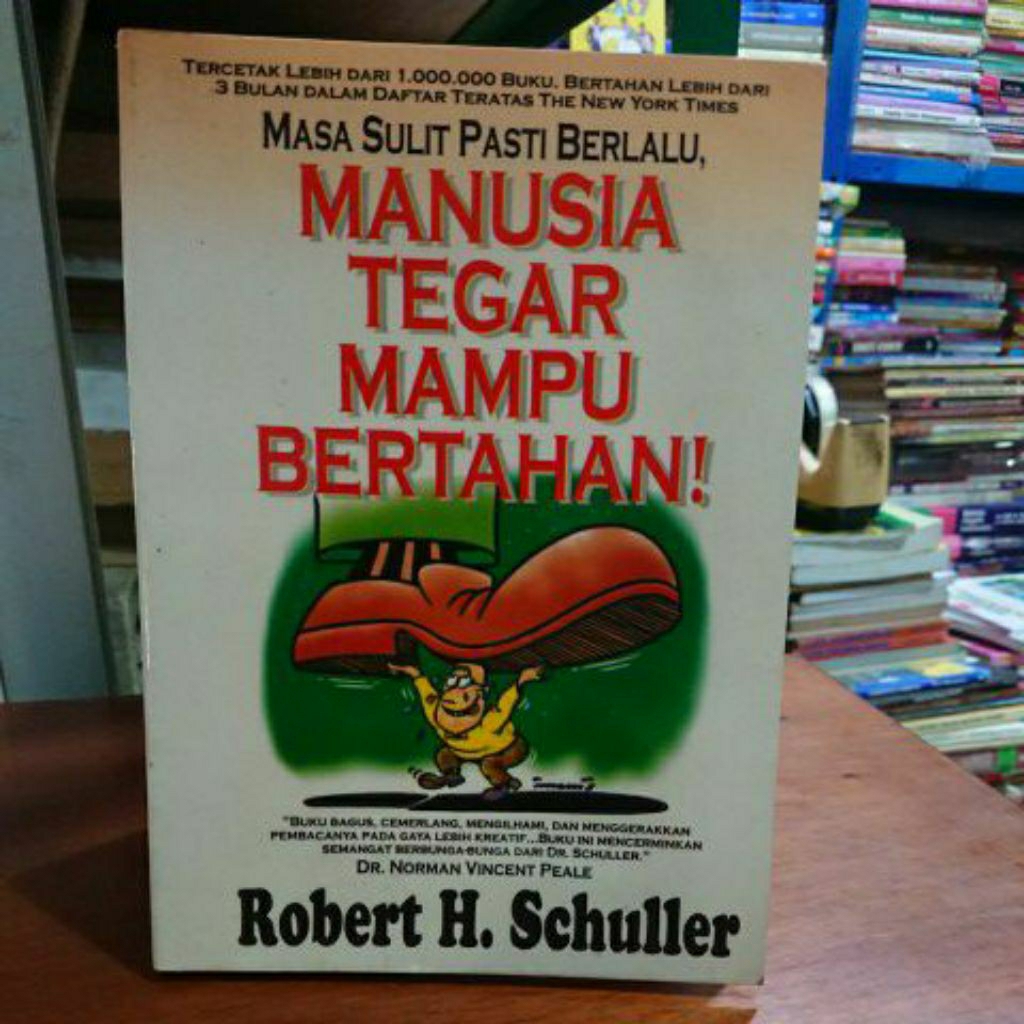 TERCETAK LEBIH DARI 1.000.000 BUKU. BERTAHAN LEBIH DARI
3 BULAN DALAM DAFTAR TERATAS THE NEW YORK TIMES
MASA SULIT PASTI BERLALU,
MANUSIA
TEGAR
MAMPU
BERTAHAN!
"BUKU BAGUS, CEMERLANG, MENGILHAMI, DAN MENGGERAKKAN
PEMBACANYA PADA GAYA LEBIH KREATIF...BUKU INI MENCERMINKAN
SEMANGAT BERBUNGA-BUNGA DARI DR. SCHULLER."
DR. NORMAN VINCENT PEALE
Robert H. Schuller